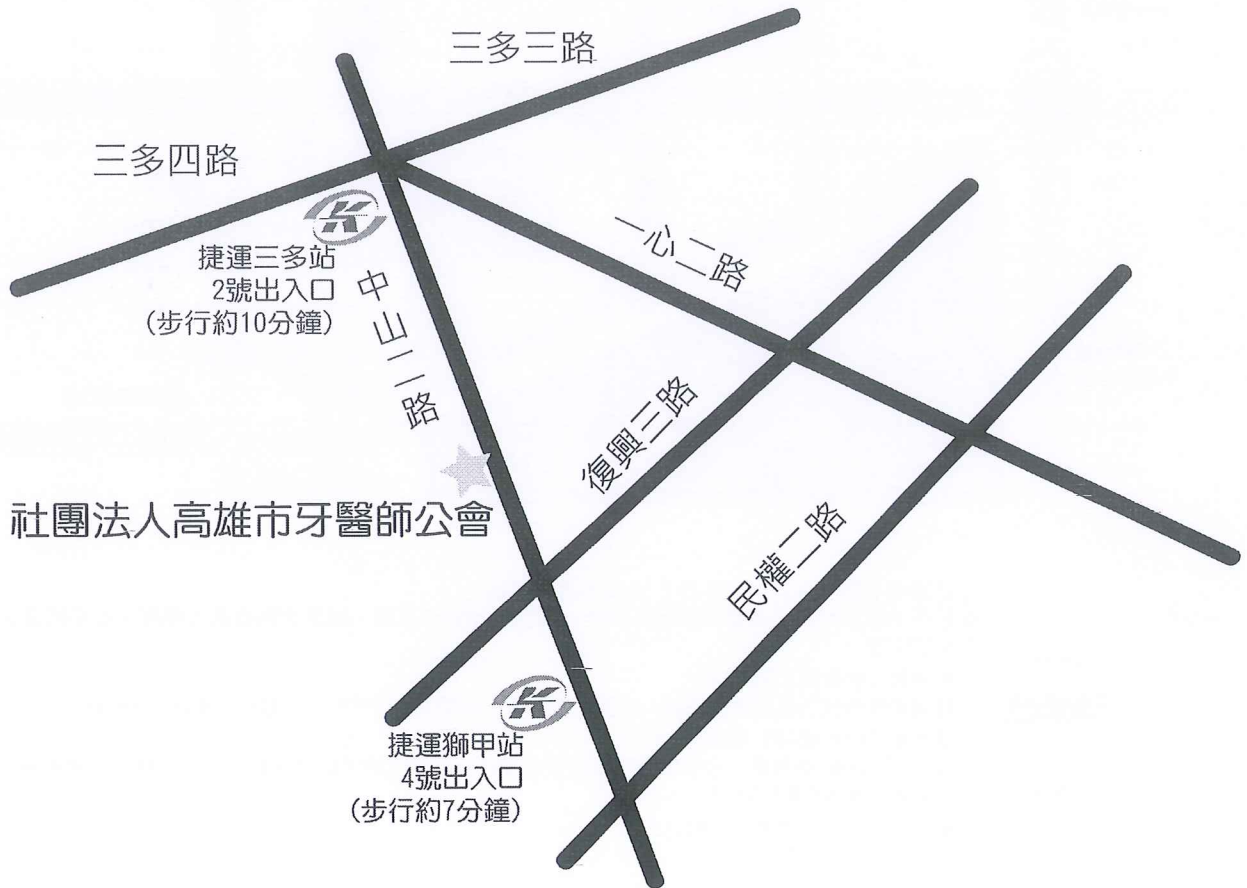 三多三路
三多四路
一心二路
捷運三多站
2號出入口
(步行約10分鐘)
中山二路
復興三路
社團法人高雄市牙醫師公會
民權二路
捷運獅甲站
4號出入口
(步行約7分鐘)